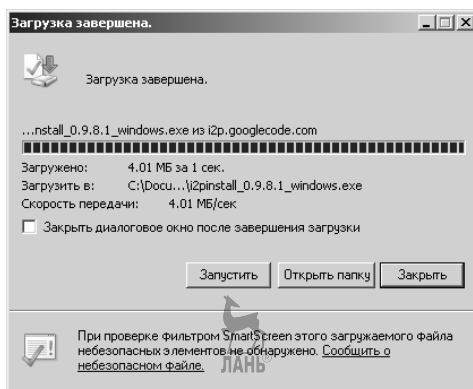 Загрузка завершена.
Загрузка завершена.
...nstall_0.9.8.1_windows.exe из i2p.googlecode.com
Загружено: 4.01 МБ за 1 сек.
Загрузить в: C:\Docu...\i2pinstall_0.9.8.1_windows.exe
Скорость передачи: 4.01 МБ/сек
Закрыть диалоговое окно после завершения загрузки
Запустить Открыть папку Закрыть
При проверке фильтром SmartScreen этого загружаемого файла
небезопасных элементов не обнаружено. Сообщить о
небезопасном файле.
ЛАНЬ